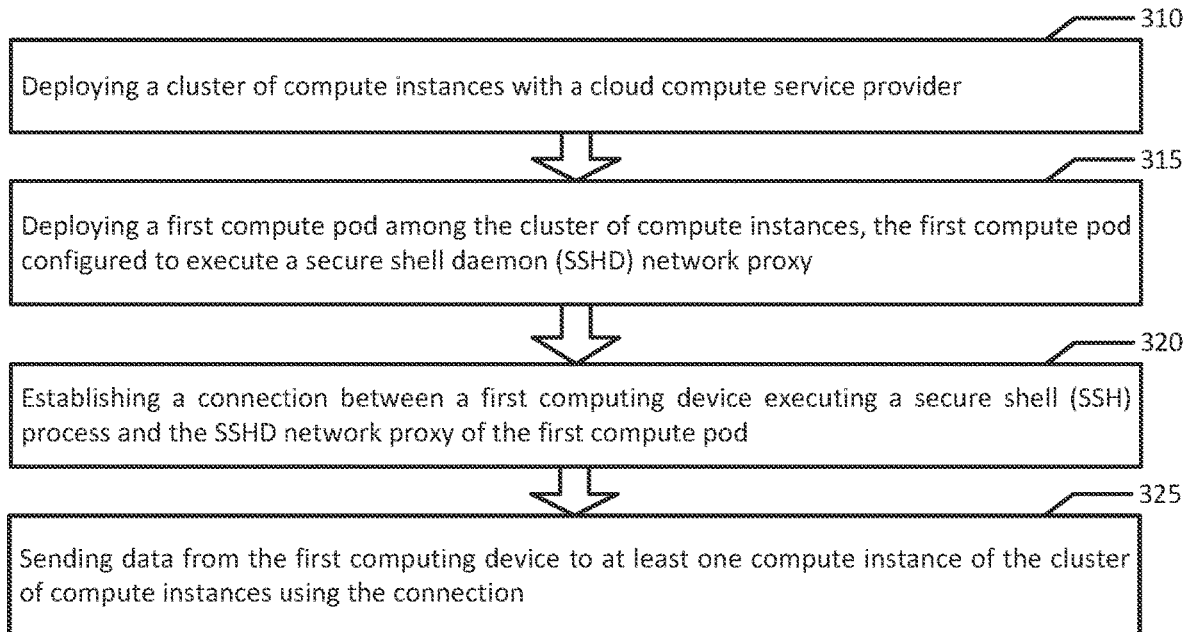 310
Deploying a cluster of compute instances with a cloud compute service provider
315
Deploying a first compute pod among the cluster of compute instances, the first compute pod
configured to execute a secure shell daemon (SSHD) network proxy
320
Establishing a connection between a first computing device executing a secure shell (SSH)
process and the SSHD network proxy of the first compute pod
325
Sending data from the first computing device to at least one compute instance of the cluster
of compute instances using the connection